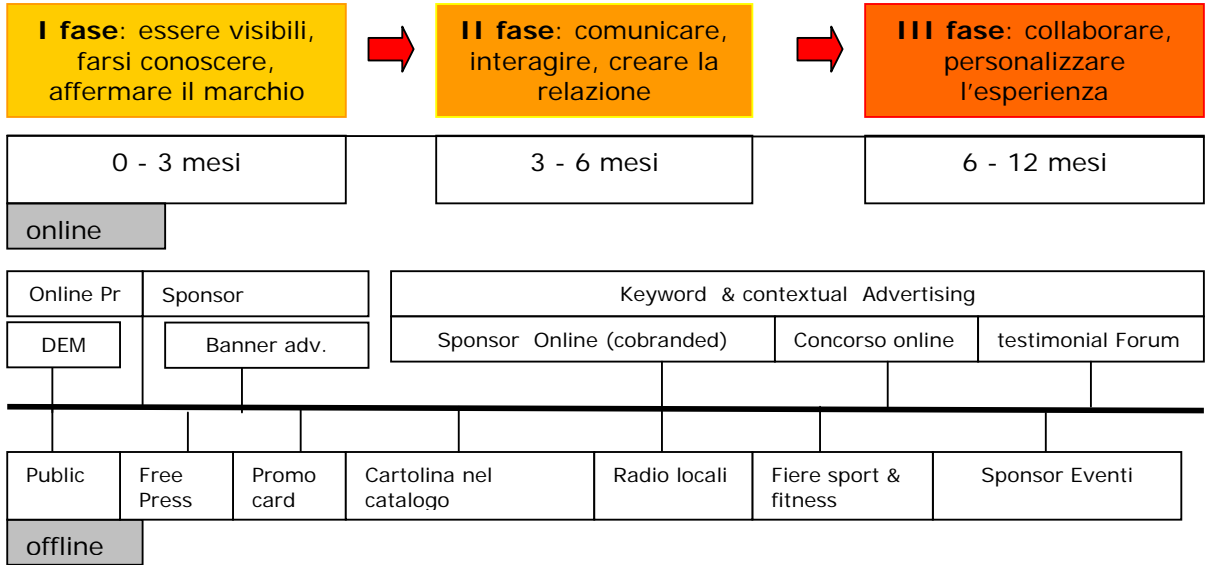 I fase: essere visibili,
farsi conoscere,
affermare il marchio
II fase: comunicare,
interagire, creare la
relazione
III fase: collaborare,
personalizzare
l'esperienza
0 - 3 mesi
3 - 6 mesi
6 - 12 mesi
online
Online Pr
Sponsor
Keyword & contextual Advertising
DEM
Banner adv.
Sponsor Online (cobranded)
Concorso online
testimonial Forum
Public
Free
Press
Promo
card
Cartolina nel
catalogo
Radio locali
Fiere sport &
fitness
Sponsor Eventi
offline